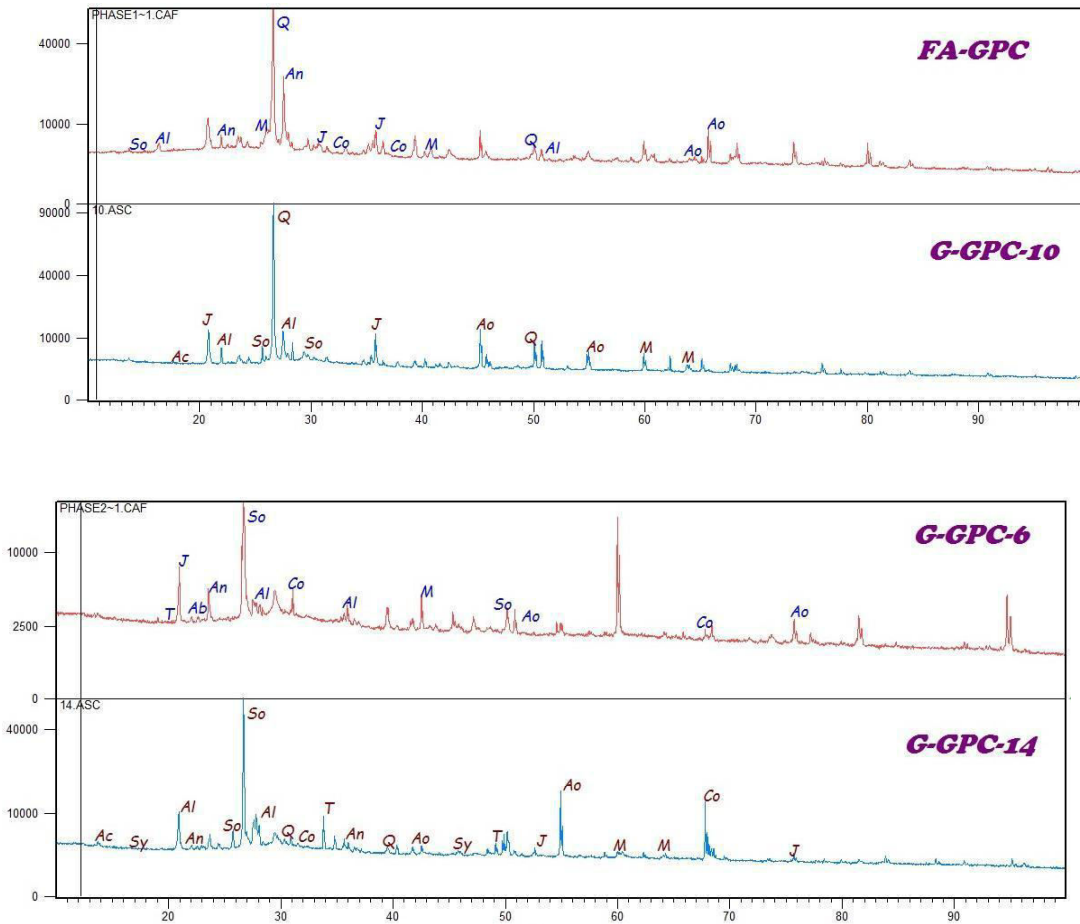 PHASE1~1.CAF
FA-GPC
40000
10000
0
Q
An
So Al An M J Co J Co M Q Al Ao Ao
10.ASC
G-GPC-10
90000
40000
10000
0
Q
Ac J Al So Al So J Ao Q Ao M M
20 30 40 50 60 70 80 90
PHASE2~1.CAF
G-GPC-6
10000
2500
0
So
T J Ab An Al Co Al M So Ao Co Ao
14.ASC
G-GPC-14
40000
10000
0
So
Ac Sy Al An So Al Q Co T An Q Ao Sy T J Ao M M Co J
20 30 40 50 60 70 80 90